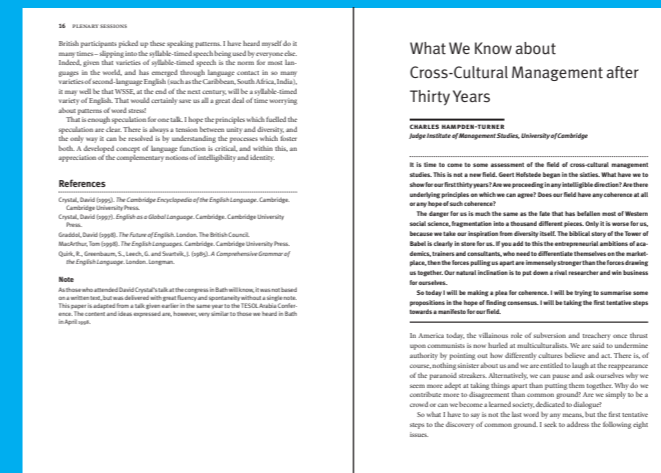 16 PLENARY SESSIONS
British participants picked up these speaking patterns. I have heard myself do it
many times – slipping into the syllable-timed speech being used by everyone else.
Indeed, given that varieties of syllable-timed speech is the norm for most lan-
guages in the world, and has emerged through language contact in so many
varieties of second-language English (such as the Caribbean, South Africa, India),
it may well be that WSSE, at the end of the next century, will be a syllable-timed
variety of English. That would certainly save us all a great deal of time worrying
about patterns of word stress!
That is enough speculation for one talk. I hope the principles which fuelled the
speculation are clear. There is always a tension between unity and diversity, and
the only way it can be resolved is by understanding the processes which foster
both. A developed concept of language function is critical, and within this, an
appreciation of the complementary notions of intelligibility and identity.
References
Crystal, David (1995). The Cambridge Encyclopedia of the English Language. Cambridge.
Cambridge University Press.
Crystal, David (1997). English as a Global Language. Cambridge. Cambridge University
Press.
Graddol, David (1998). The Future of English. London. The British Council.
MacArthur, Tom (1998). The English Languages. Cambridge. Cambridge University Press.
Quirk, R., Greenbaum, S., Leech, G. and Svartvik, J. (1985). A Comprehensive Grammar of
the English Language. London. Longman.
Note
As those who attended David Crystal's talk at the congress in Bath will know, it was not based
on a written text, but was delivered with great fluency and spontaneity without a single note.
This paper is adapted from a talk given earlier in the same year to the TESOL Arabia Confer-
ence. The content and ideas expressed are, however, very similar to those we heard in Bath
in April 1998.
What We Know about
Cross-Cultural Management after
Thirty Years
CHARLES HAMPDEN-TURNER
Judge Institute of Management Studies, University of Cambridge
It is time to come to some assessment of the field of cross-cultural management
studies. This is not a new field. Geert Hofstede began in the sixties. What have we to
show for our first thirty years? Are we proceeding in any intelligible direction? Are there
underlying principles on which we can agree? Does our field have any coherence at all
or any hope of such coherence?
The danger for us is much the same as the fate that has befallen most of Western
social science, fragmentation into a thousand different pieces. Only it is worse for us,
because we take our inspiration from diversity itself. The biblical story of the Tower of
Babel is clearly in store for us. If you add to this the entrepreneurial ambitions of aca-
demics, trainers and consultants, who need to differentiate themselves on the market-
place, then the forces pulling us apart are immensely stronger than the forces drawing
us together. Our natural inclination is to put down a rival researcher and win business
for ourselves.
So today I will be making a plea for coherence. I will be trying to summarise some
propositions in the hope of finding consensus. I will be taking the first tentative steps
towards a manifesto for our field.
In America today, the villainous role of subversion and treachery once thrust
upon communists is now hurled at multiculturalists. We are said to undermine
authority by pointing out how differently cultures believe and act. There is, of
course, nothing sinister about us and we are entitled to laugh at the reappearance
of the paranoid streakers. Alternatively, we can pause and ask ourselves why we
seem more adept at taking things apart than putting them together. Why do we
contribute more to disagreement than common ground? Are we simply to be a
crowd or can we become a learned society, dedicated to dialogue?
So what I have to say is not the last word by any means, but the first tentative
steps to the discovery of common ground. I seek to address the following eight
issues.